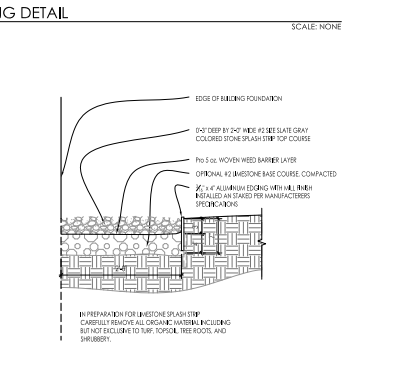 NG DETAIL
SCALE: NONE
EDGE OF BUILDING FOUNDATION
0'-3" DEEP BY 2'-0" WIDE #2 SIZE SLATE GRAY
COLORED STONE SPLASH STRIP TOP COURSE
Pro 5 oz. WOVEN WEED BARRIER LAYER
OPTIONAL #2 LIMESTONE BASE COURSE, COMPACTED
x 4" ALUMINUM EDGING WITH MILL FINISH
INSTALLED AN STAKED PER MANUFACTERERS
SPECIFICATIONS
IN PREPARATION FOR LIMESTONE SPLASH STRIP
CAREFULLY REMOVE ALL ORGANIC MATERIAL INCLUDING
BUT NOT EXCLUSIVE TO TURF, TOPSOIL, TREE ROOTS, AND
SHRUBBERY.